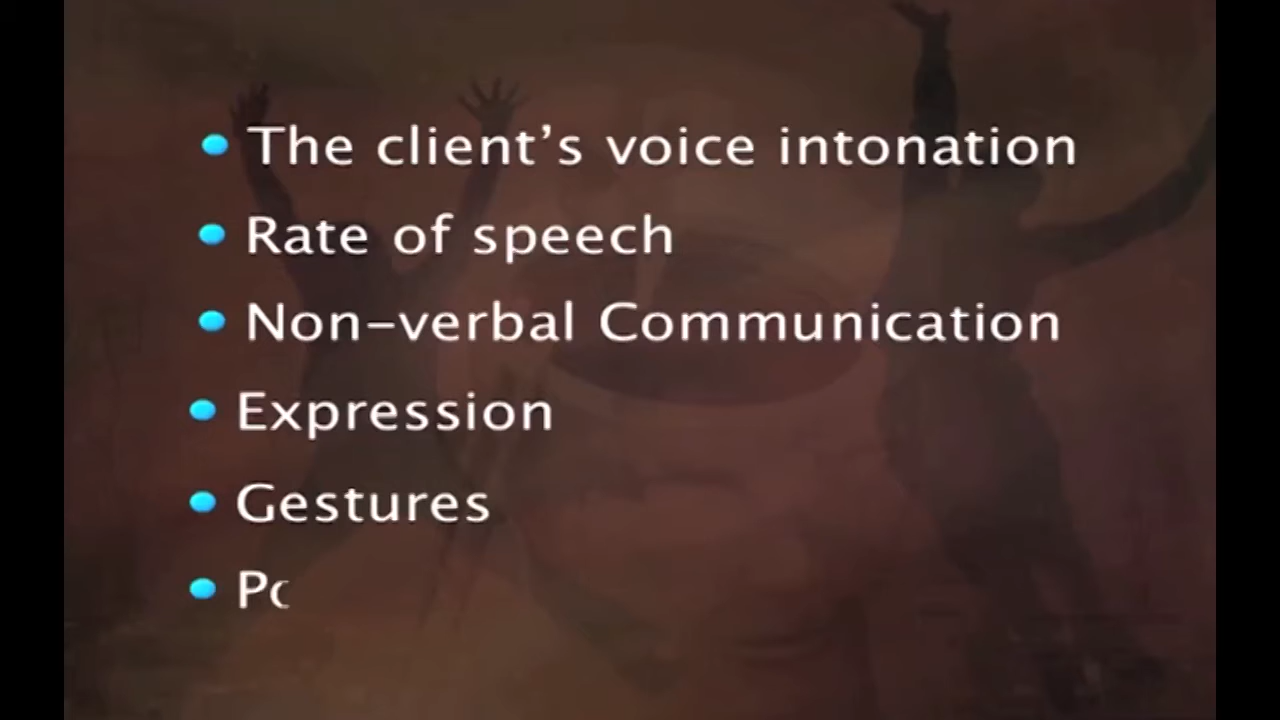 • The client’s voice intonation
• Rate of speech
• Non-verbal Communication
• Expression
• Gestures